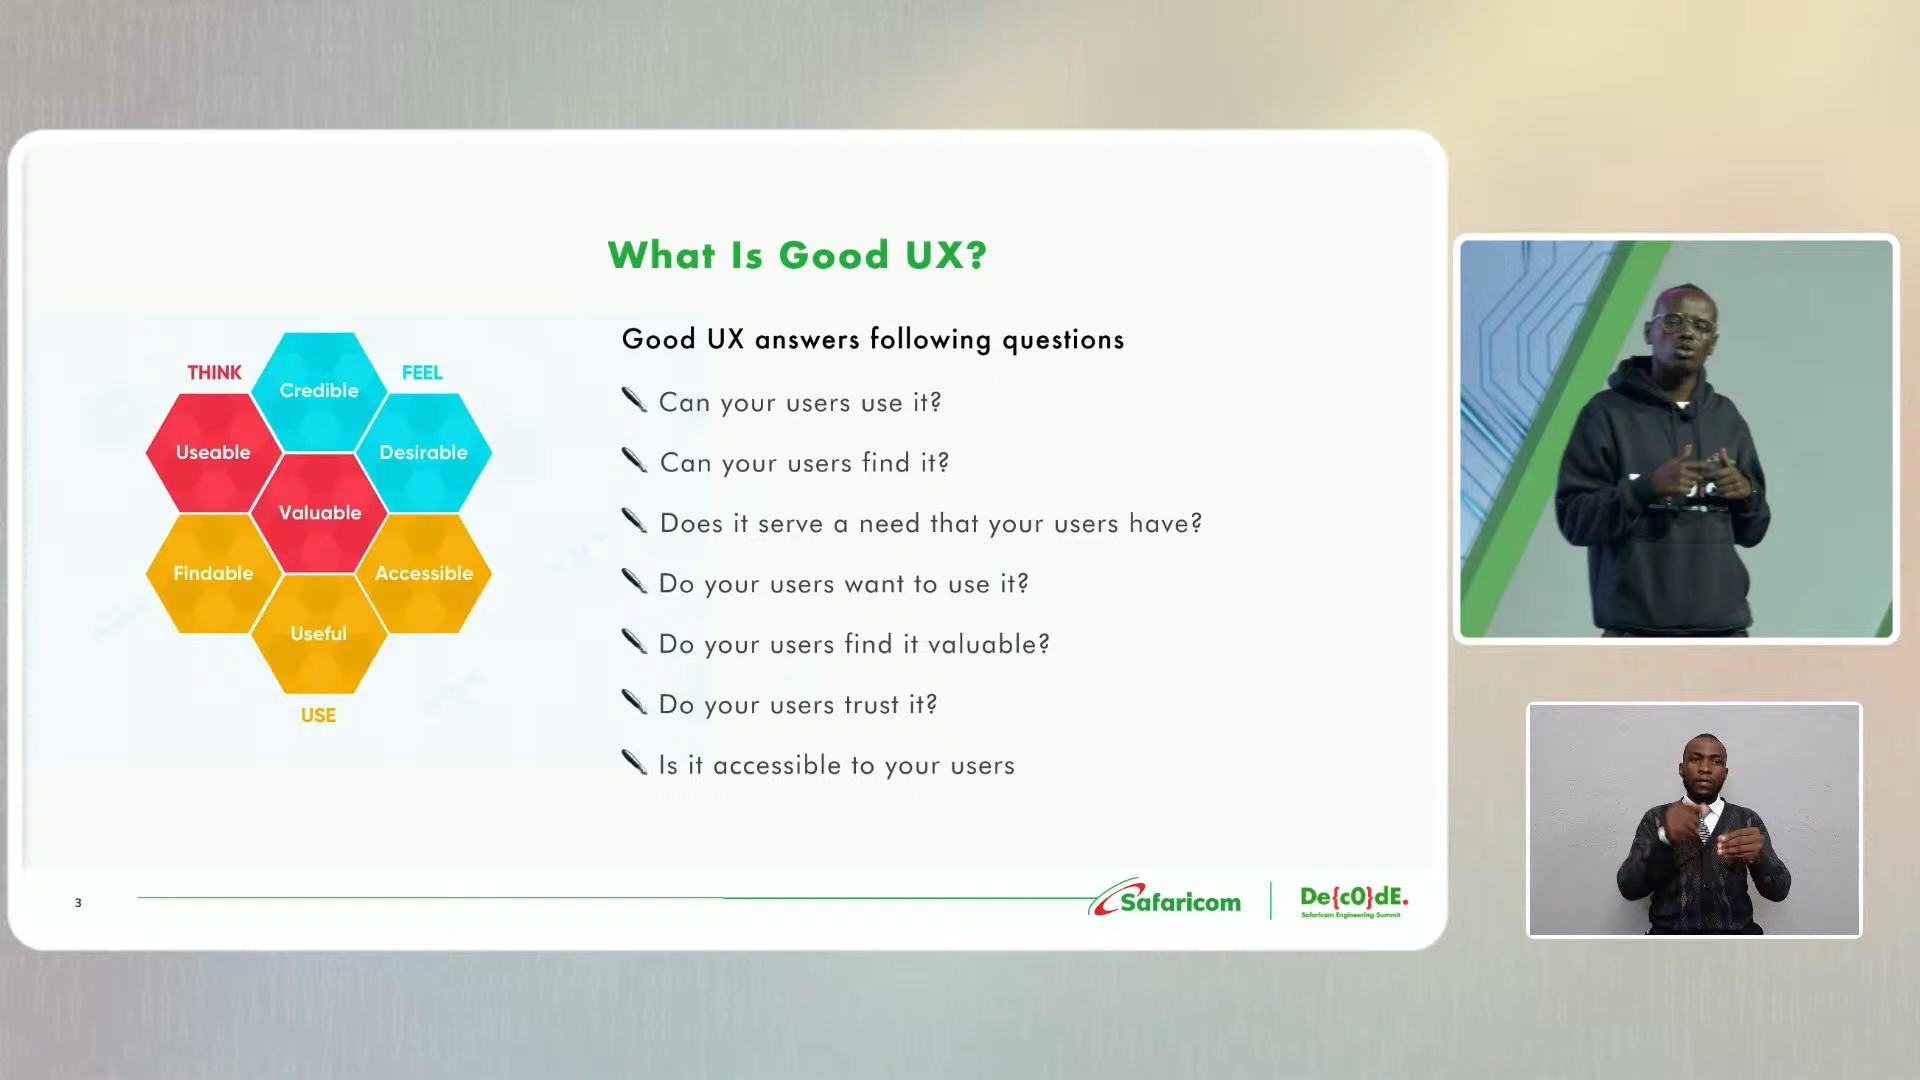 What Is Good UX?
THINK
FEEL
Credible
Useable
Desirable
Valuable
Findable
Accessible
Useful
USE
Good UX answers following questions
Can your users use it?
Can your users find it?
Does it serve a need that your users have?
Do your users want to use it?
Do your users find it valuable?
Do your users trust it?
Is it accessible to your users
3
Safaricom
De{c0}dE.
Safaricom Engineering Summit